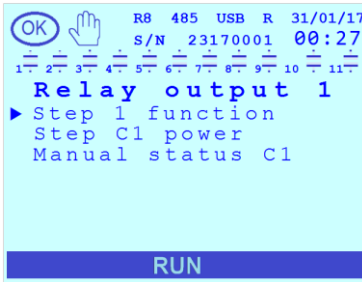 OK R8 485 USB R 31/01/17
S/N 23170001 00:27
1 2 3 4 5 6 7 8 9 10 11
Relay output 1
Step 1 function
Step C1 power
Manual status C1
RUN